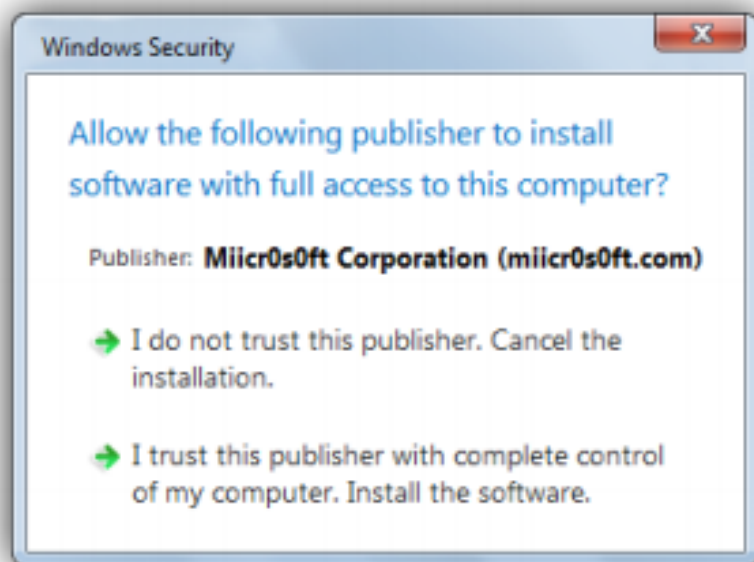 Windows Security
Allow the following publisher to install
software with full access to this computer?
Publisher: Miicr0s0ft Corporation (miicr0s0ft.com)
I do not trust this publisher. Cancel the
installation.
I trust this publisher with complete control
of my computer. Install the software.